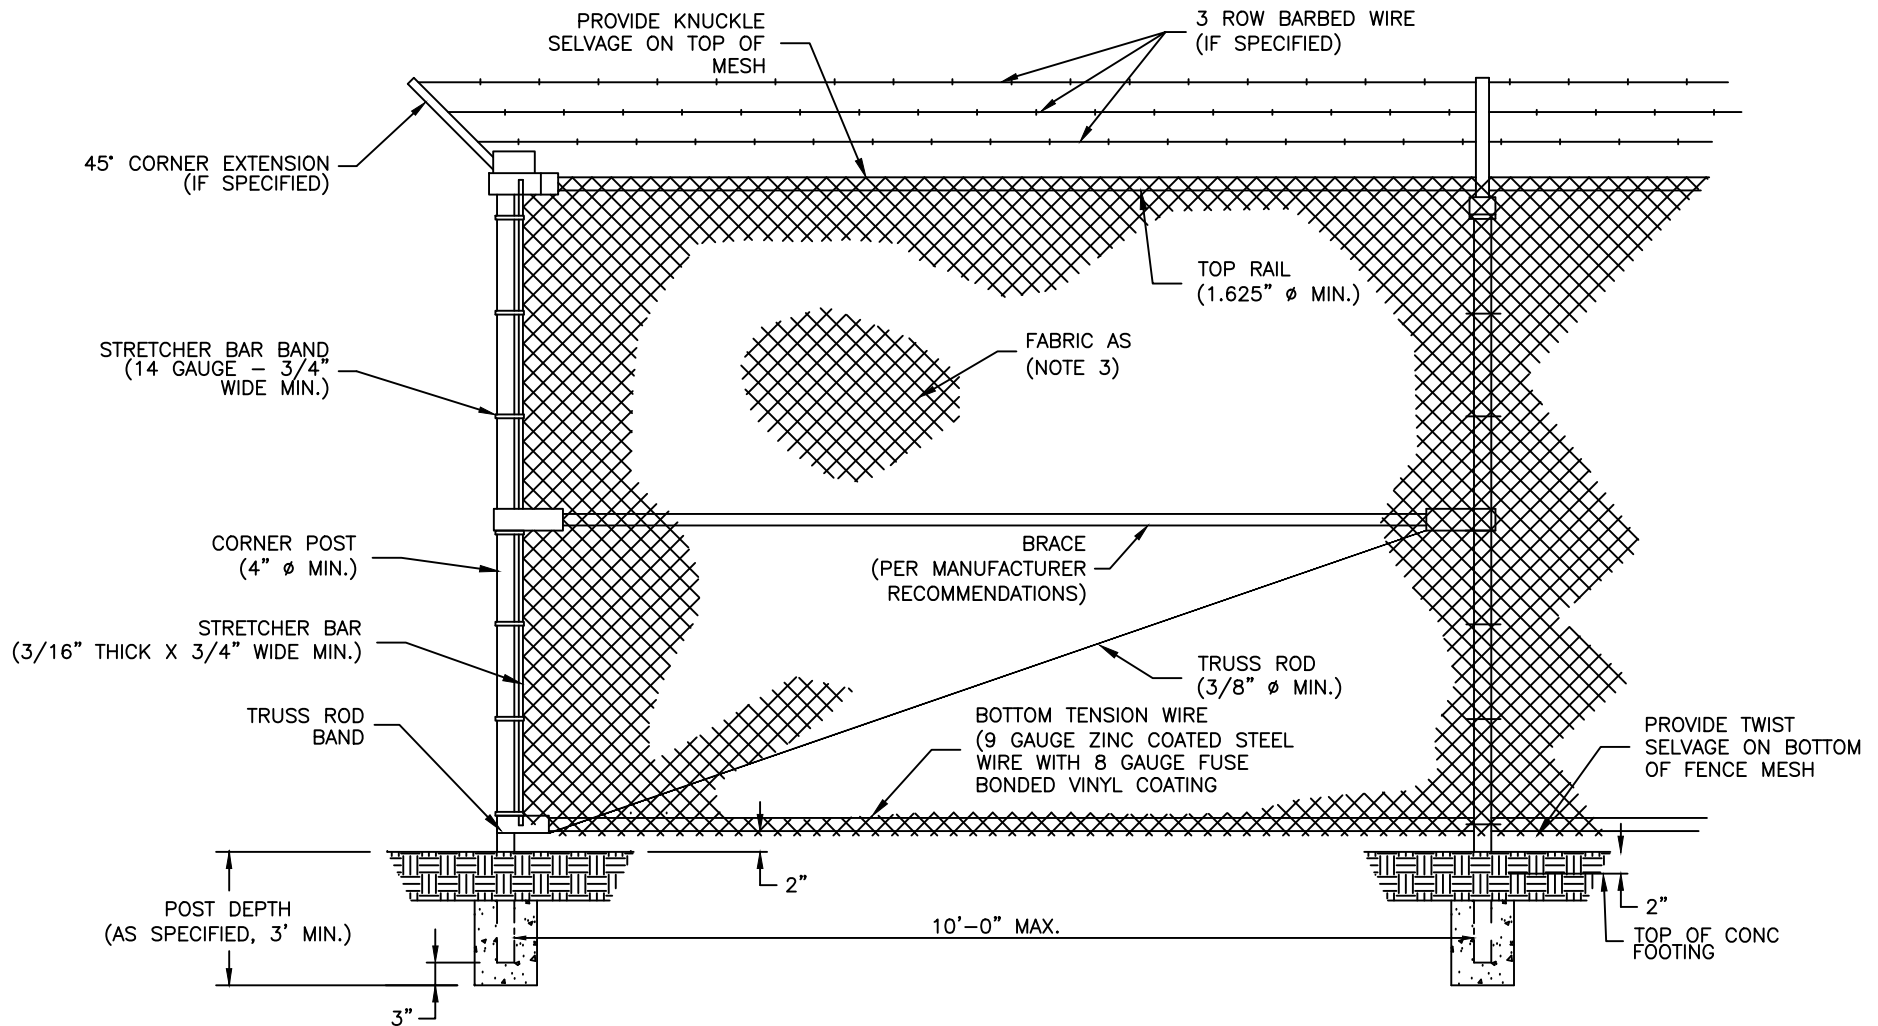 PROVIDE KNUCKLE
SELVAGE ON TOP OF
MESH
3 ROW BARBED WIRE
(IF SPECIFIED)
45° CORNER EXTENSION
(IF SPECIFIED)
TOP RAIL
(1.625" ø MIN.)
STRETCHER BAR BAND
(14 GAUGE – 3/4"
WIDE MIN.)
FABRIC AS
(NOTE 3)
CORNER POST
(4" ø MIN.)
BRACE
(PER MANUFACTURER
RECOMMENDATIONS)
STRETCHER BAR
(3/16" THICK X 3/4" WIDE MIN.)
TRUSS ROD
(3/8" ø MIN.)
TRUSS ROD
BAND
BOTTOM TENSION WIRE
(9 GAUGE ZINC COATED STEEL
WIRE WITH 8 GAUGE FUSE
BONDED VINYL COATING
PROVIDE TWIST
SELVAGE ON BOTTOM
OF FENCE MESH
2"
POST DEPTH
(AS SPECIFIED, 3' MIN.)
10'-0" MAX.
2"
TOP OF CONC
FOOTING
3"